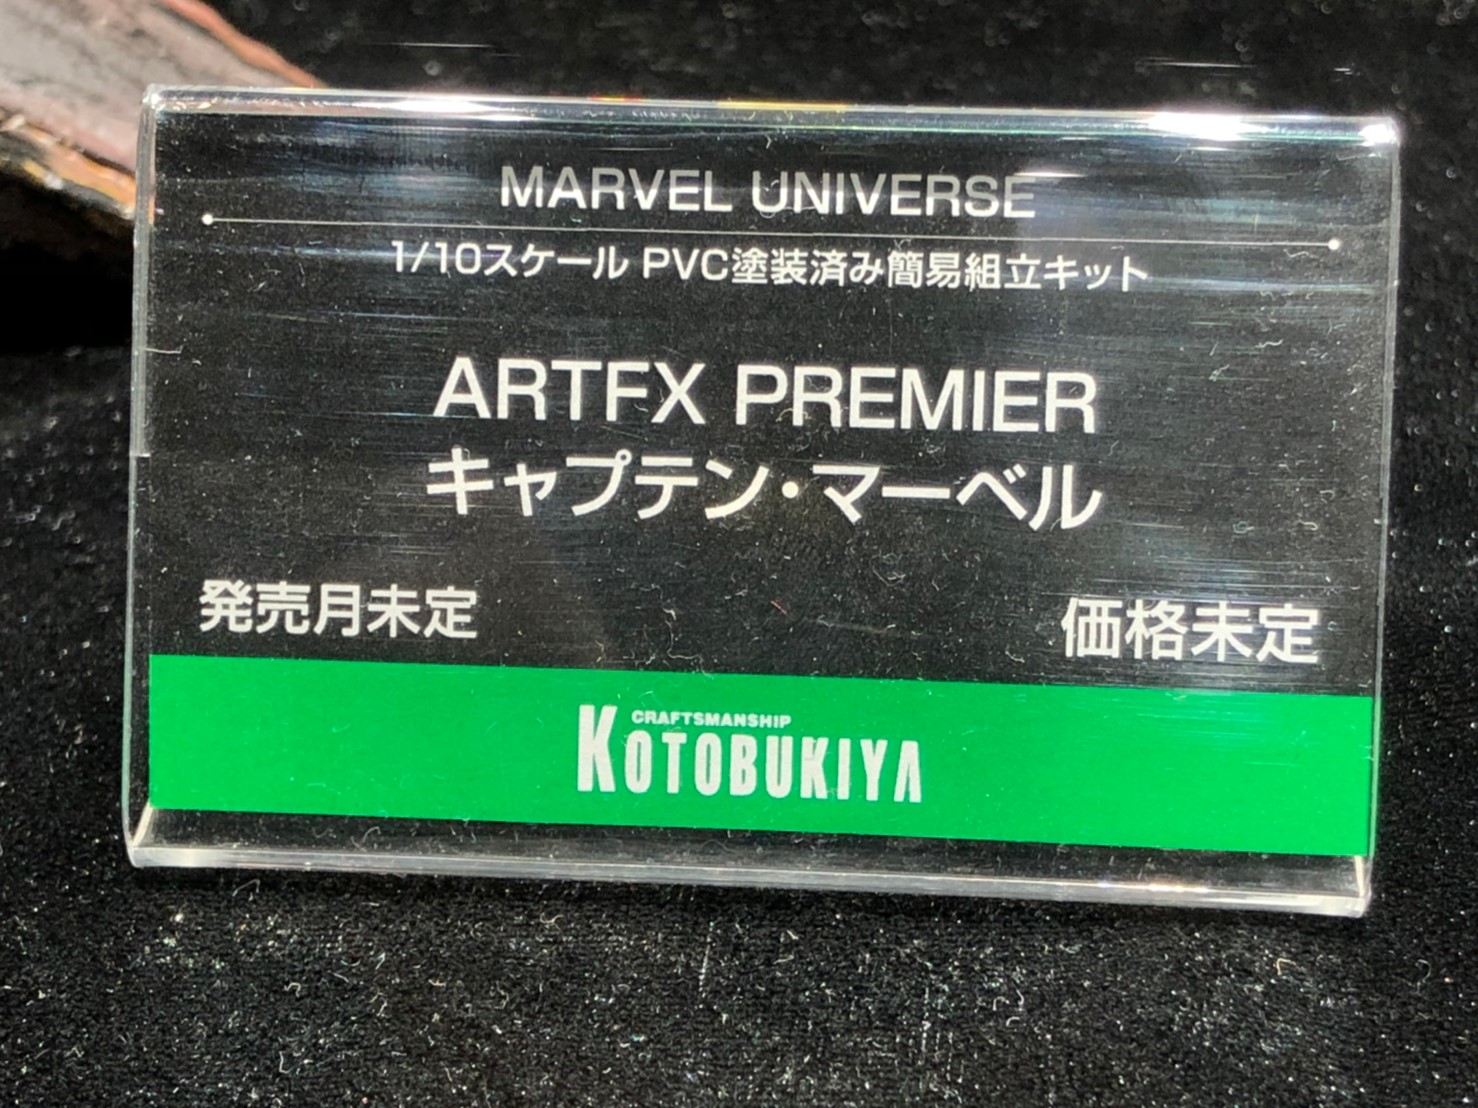 MARVEL UNIVERSE
1/10スケール PVC塗装済み簡易組立キット
ARTFX PREMIER
キャプテン・マーベル
発売月未定
価格未定
CRAFTSMANSHIP
KOTOBUKIYA